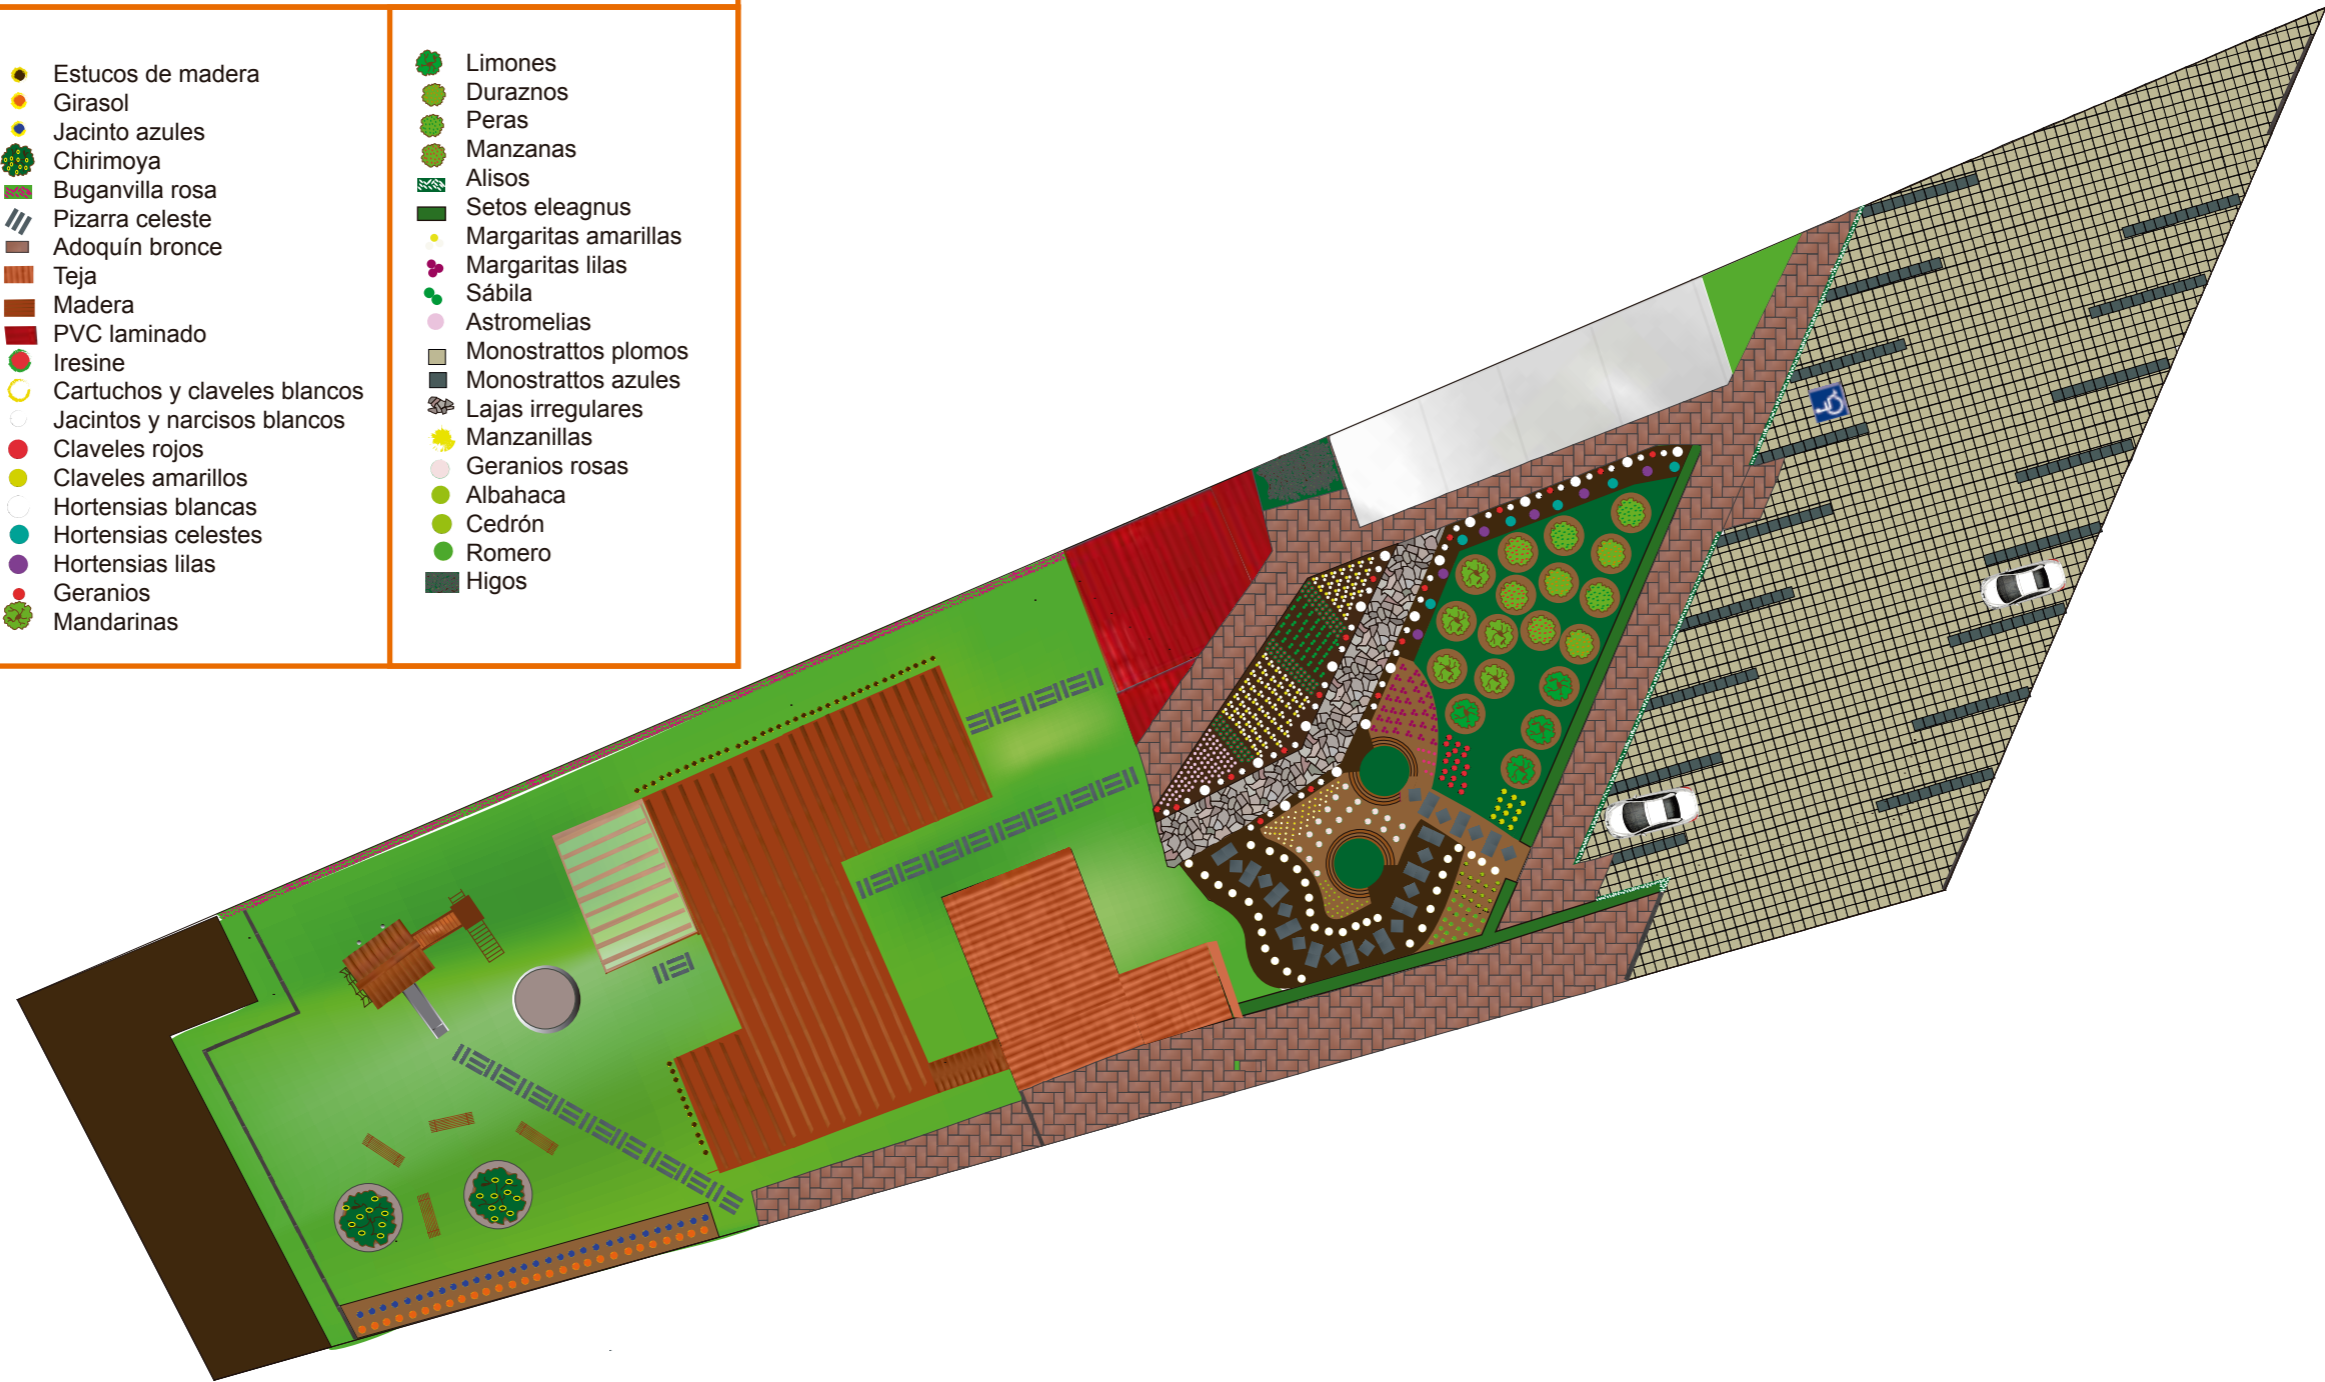 Estucos de madera
Girasol
Jacinto azules
Chirimoya
Buganvilla rosa
Pizarra celeste
Adoquín bronce
Teja
Madera
PVC laminado
Iresine
Cartuchos y claveles blancos
Jacintos y narcisos blancos
Claveles rojos
Claveles amarillos
Hortensias blancas
Hortensias celestes
Hortensias lilas
Geranios
Mandarinas
Limones
Duraznos
Peras
Manzanas
Alisos
Setos eleagnus
Margaritas amarillas
Margaritas lilas
Sábila
Astromelias
Monostrattos plomos
Monostrattos azules
Lajas irregulares
Manzanillas
Geranios rosas
Albahaca
Cedrón
Romero
Higos